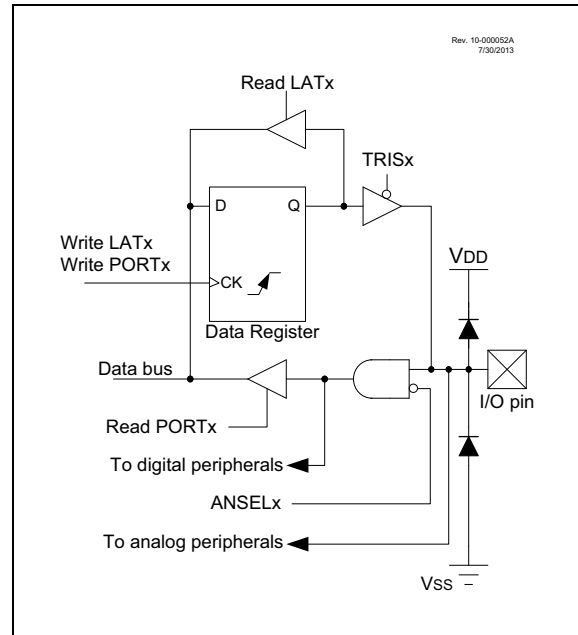 Rev. 10-000052A
7/30/2013
Read LATx
TRISx
D Q
Write LATx
Write PORTx
CK
VDD
Data Register
Data bus
I/O pin
Read PORTx
To digital peripherals
ANSELx
To analog peripherals
VSS